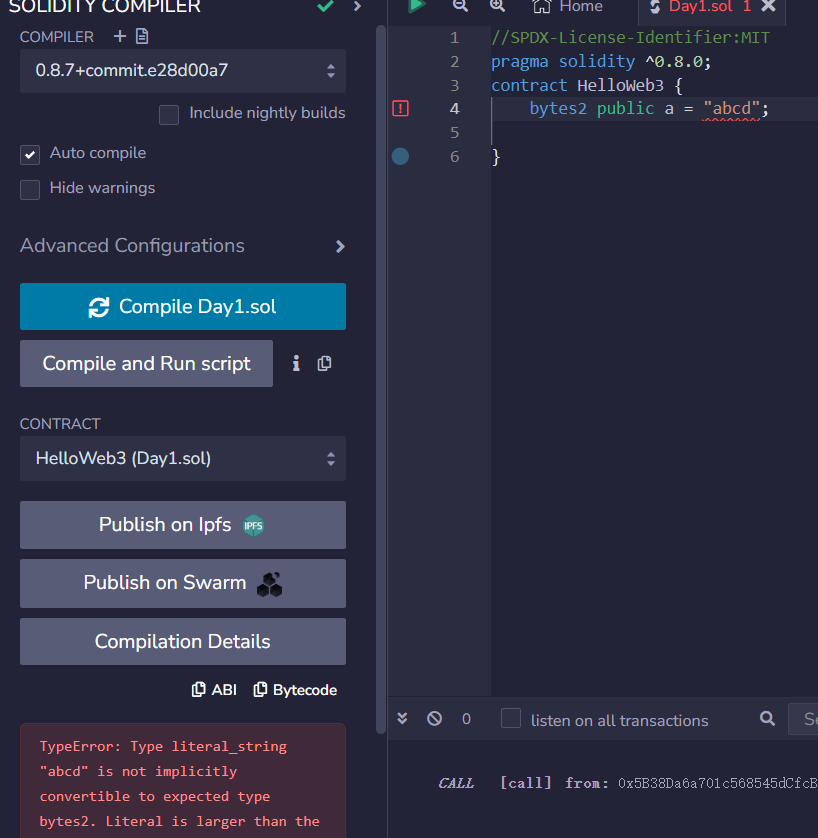 SOLIDITY COMPILER
COMPILER
0.8.7+commit.e28d00a7
Include nightly builds
Auto compile
Hide warnings
Advanced Configurations
Compile Day1.sol
Compile and Run script
CONTRACT
HelloWeb3 (Day1.sol)
Publish on Ipfs IPFS
Publish on Swarm
Compilation Details
ABI Bytecode
TypeError: Type literal_string
"abcd" is not implicitly
convertible to expected type
bytes2. Literal is larger than the
Home Day1.sol 1
1 //SPDX-License-Identifier:MIT
2 pragma solidity ^0.8.0;
3 contract HelloWeb3 {
4 bytes2 public a = "abcd";
5
6 }
0 listen on all transactions
CALL [call] from: 0x5B38Da6a701c568545dCfcB